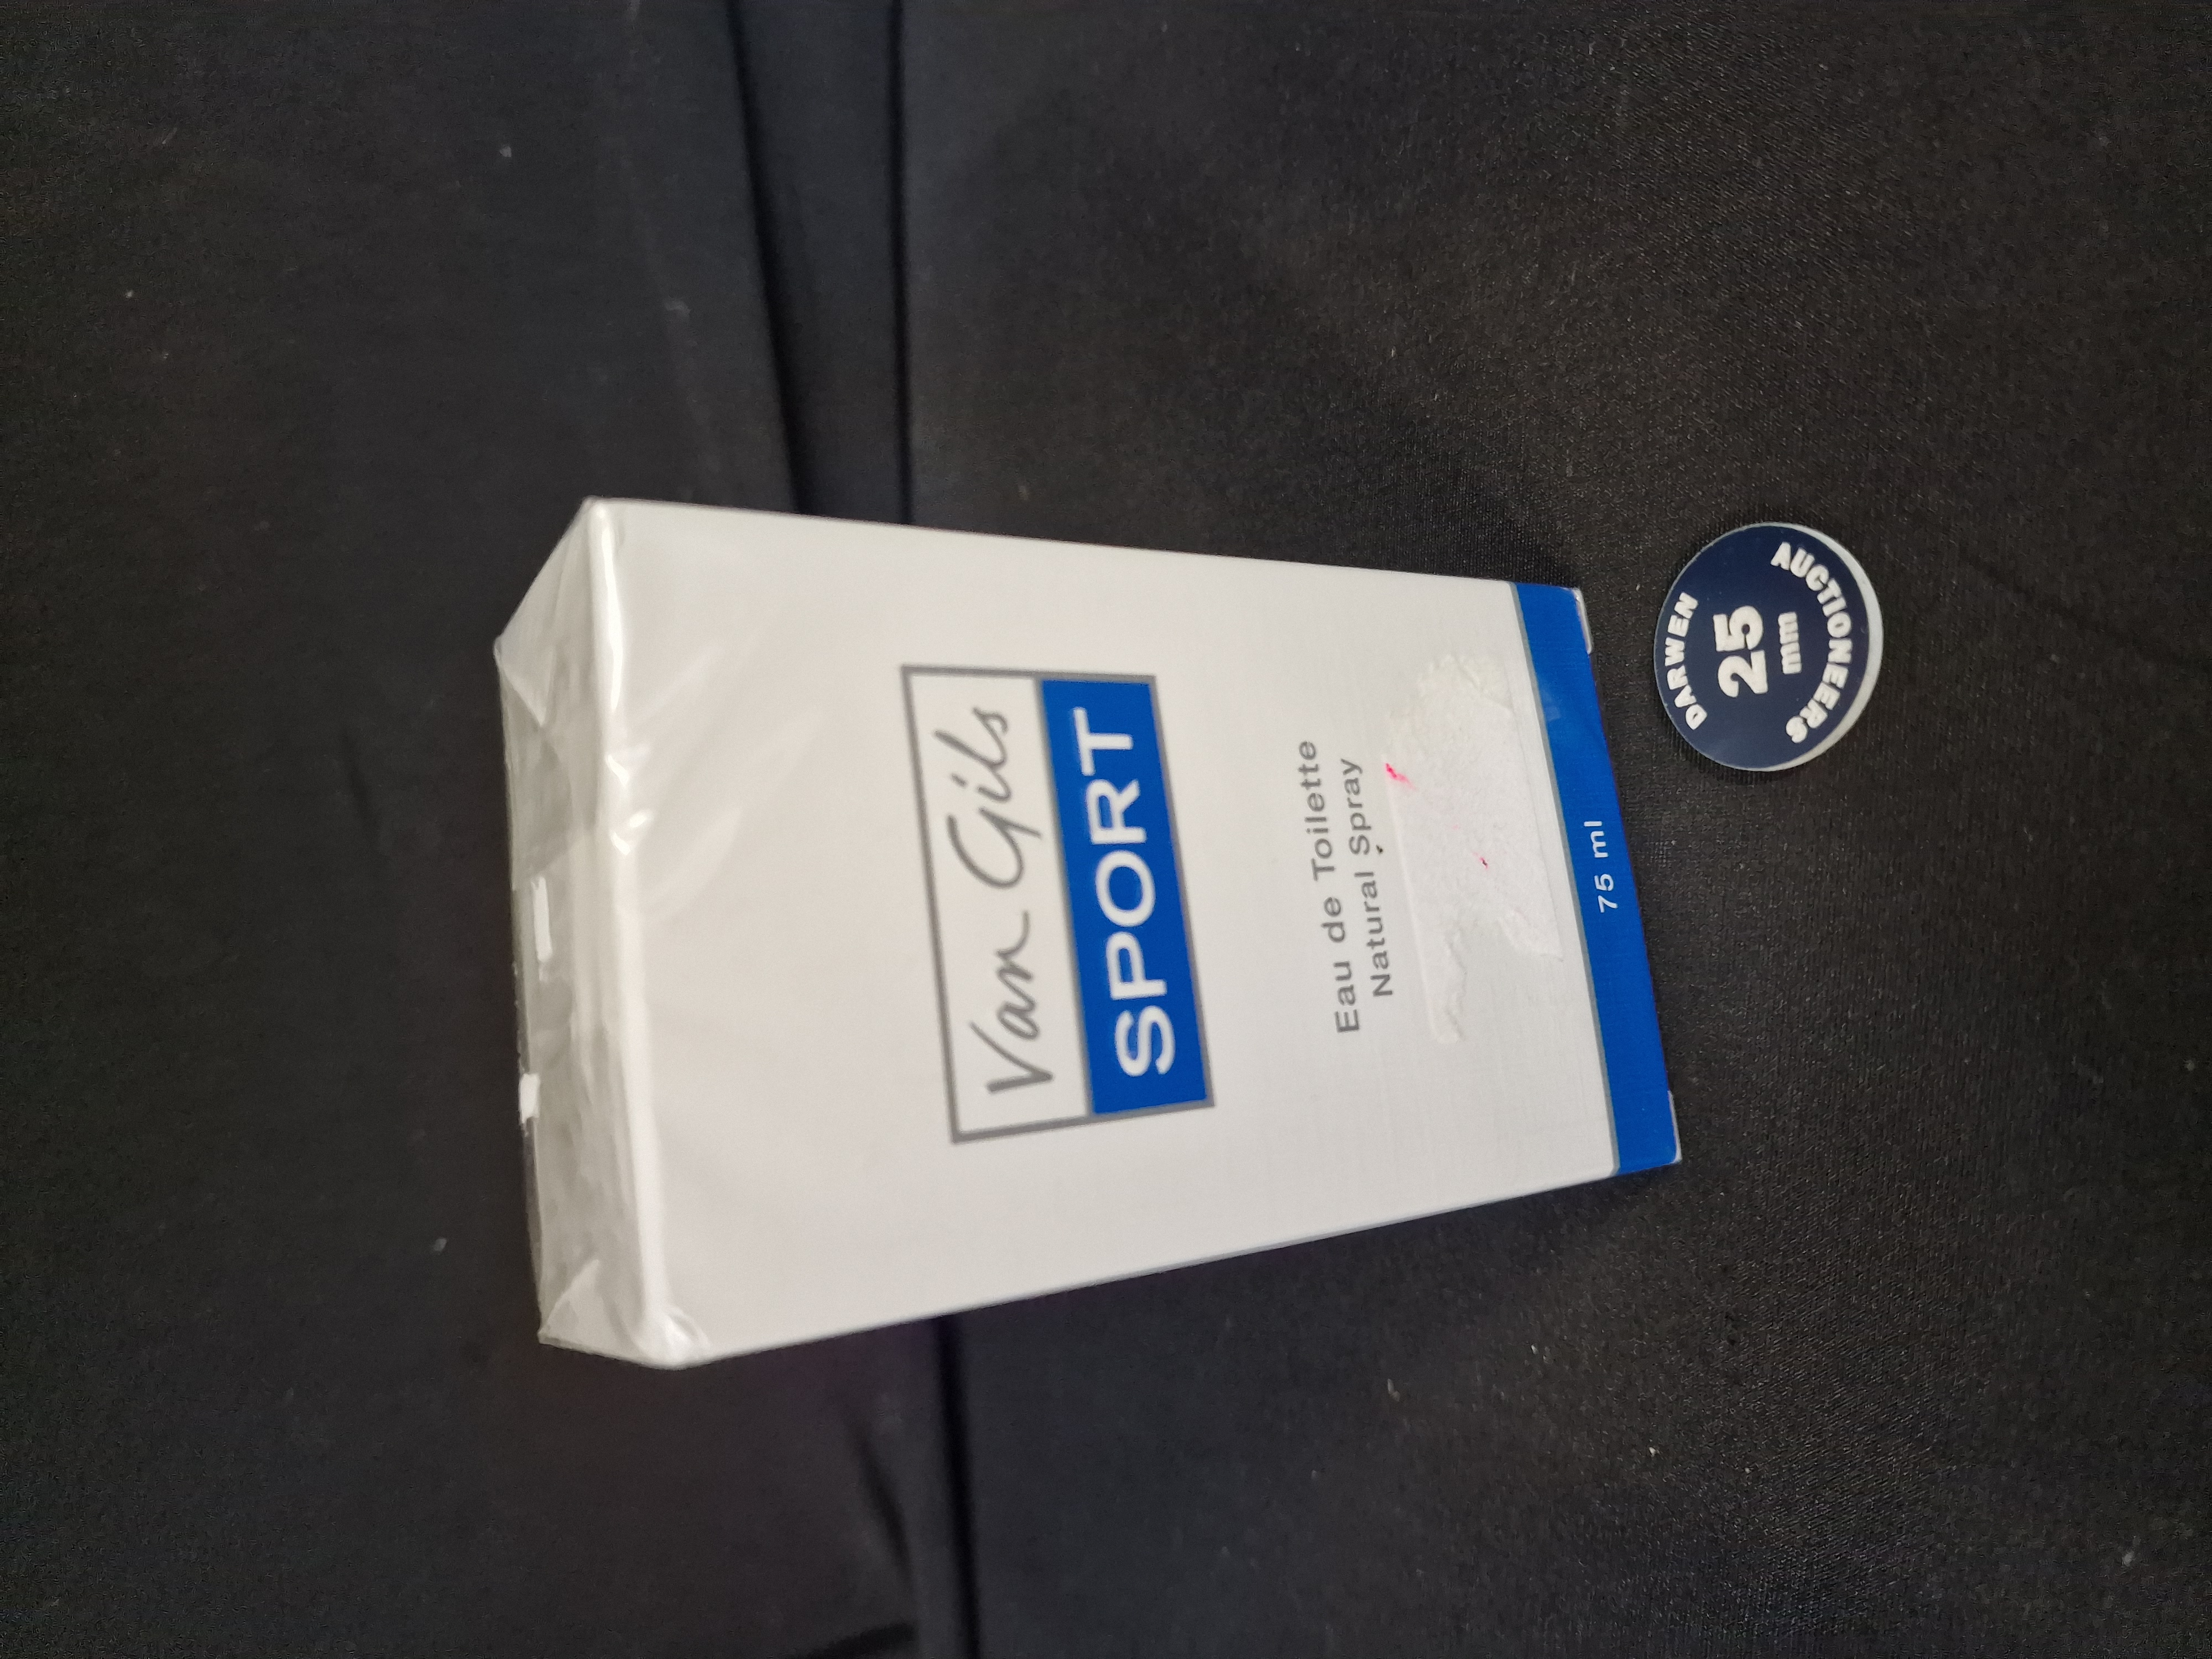 Van Gils
SPORT
Eau de Toilette
Natural Spray
75 ml
DARWEN
25
mm
AUCTIONEERS